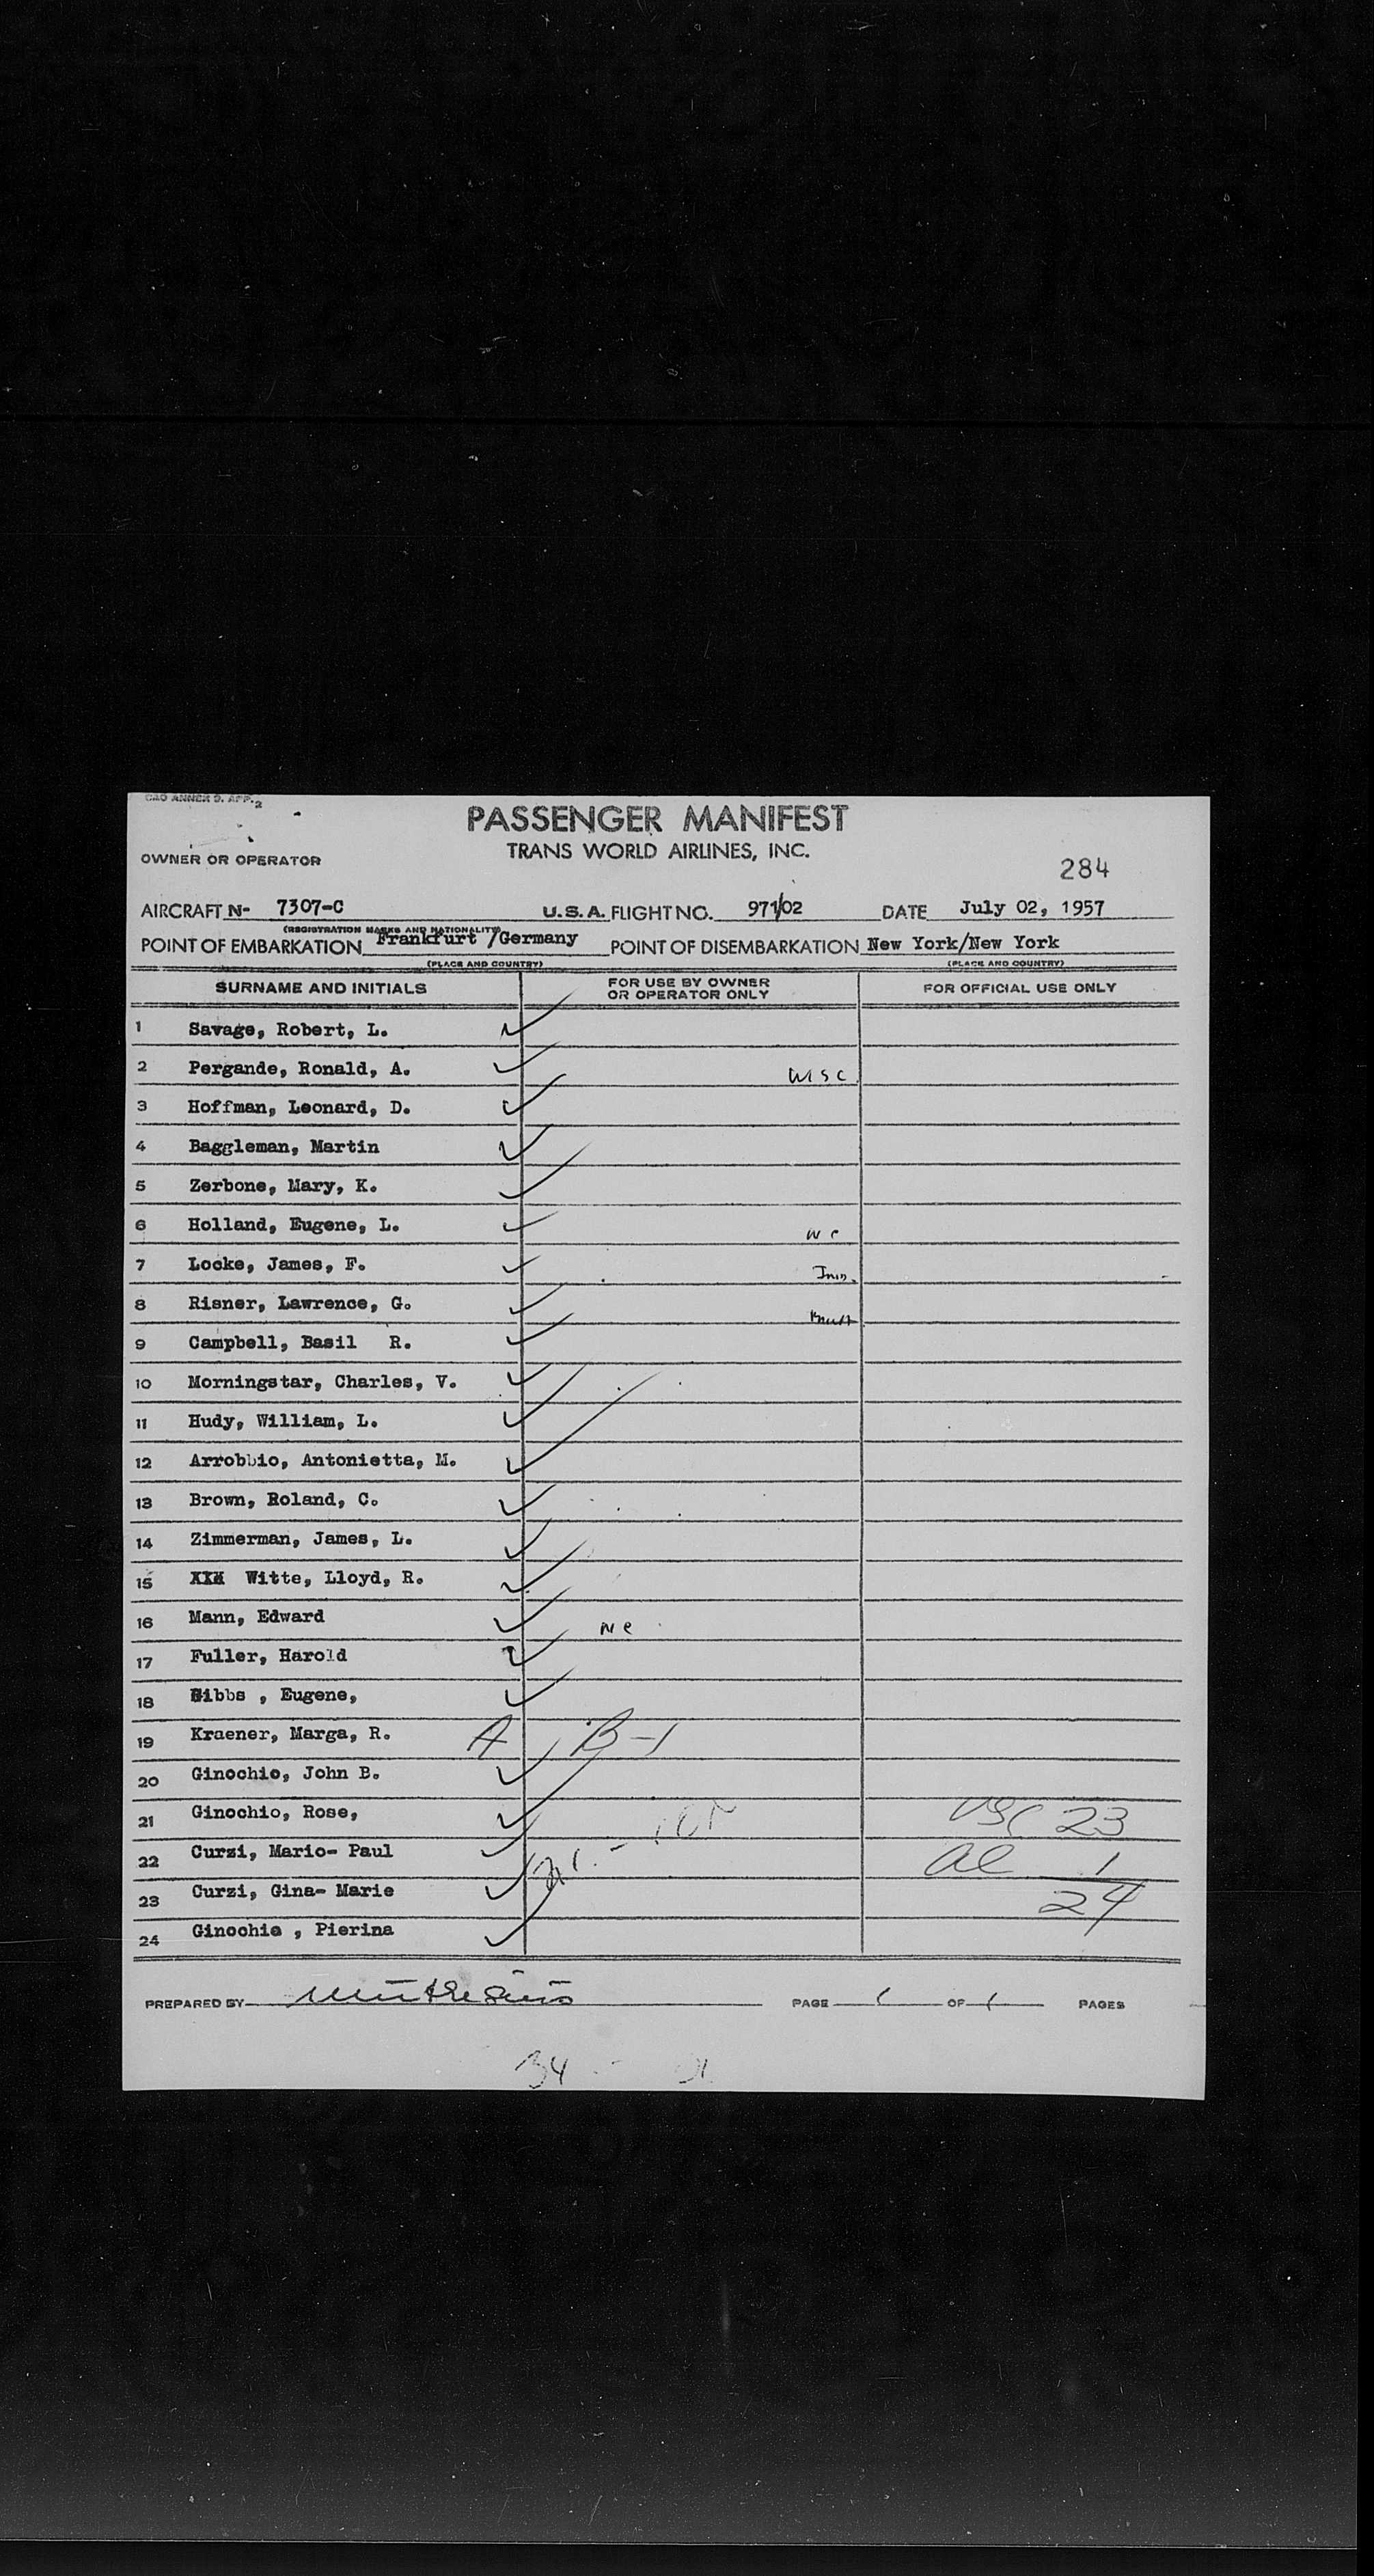 CAO ANNEX 9. APP. 2
PASSENGER MANIFEST
TRANS WORLD AIRLINES, INC.
OWNER OR OPERATOR
284
AIRCRAFT N- 7307-C U.S.A. FLIGHT NO. 971/02 DATE July 02, 1957
(REGISTRATION MARKS AND NATIONALITY)
POINT OF EMBARKATION Frankfurt /Germany POINT OF DISEMBARKATION New York/New York
(PLACE AND COUNTRY) (PLACE AND COUNTRY)
SURNAME AND INITIALS FOR USE BY OWNER OR OPERATOR ONLY FOR OFFICIAL USE ONLY
1 Savage, Robert, L.
2 Pergande, Ronald, A. Wisc
3 Hoffman, Leonard, D.
4 Baggleman, Martin
5 Zerbone, Mary, K.
6 Holland, Eugene, L.
7 Locke, James, F.
8 Risner, Lawrence, G.
9 Campbell, Basil R.
10 Morningstar, Charles, V.
11 Hudy, William, L.
12 Arrobbio, Antonietta, M.
13 Brown, Roland, C.
14 Zimmerman, James, L.
15 XXX Witte, Lloyd, R.
16 Mann, Edward
17 Fuller, Harold
18 Gibbs , Eugene,
19 Kraener, Marga, R. A B-1
20 Ginochio, John B.
21 Ginochio, Rose, USC 23
22 Curzi, Mario- Paul al 1
23 Curzi, Gina- Marie 24
24 Ginochio , Pierina
PREPARED BY PAGE 1 OF 1 PAGES
34